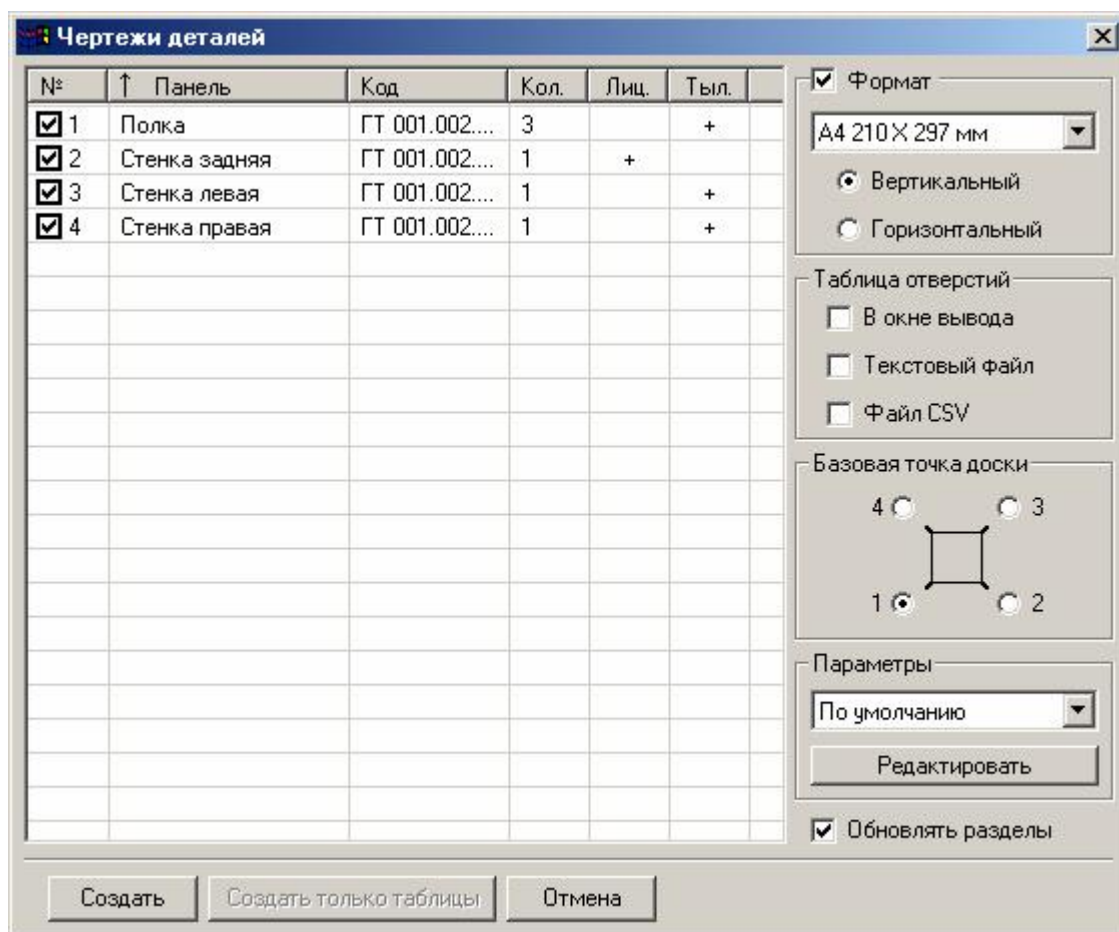 Чертежи деталей
№ ↑ Панель Код Кол. Лиц. Тыл.
1 Полка ГТ 001.002.... 3 +
2 Стенка задняя ГТ 001.002.... 1 +
3 Стенка левая ГТ 001.002.... 1 +
4 Стенка правая ГТ 001.002.... 1 +
Формат
A4 210 X 297 мм
Вертикальный
Горизонтальный
Таблица отверстий
В окне вывода
Текстовый файл
Файл CSV
Базовая точка доски
4 3
1 2
Параметры
По умолчанию
Редактировать
Обновлять разделы
Создать Создать только таблицы Отмена